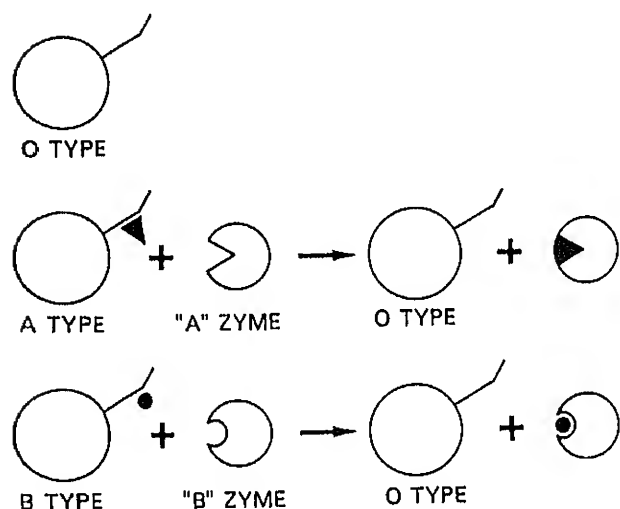 O TYPE
+ +
A TYPE "A" ZYME O TYPE
+ +
B TYPE "B" ZYME O TYPE